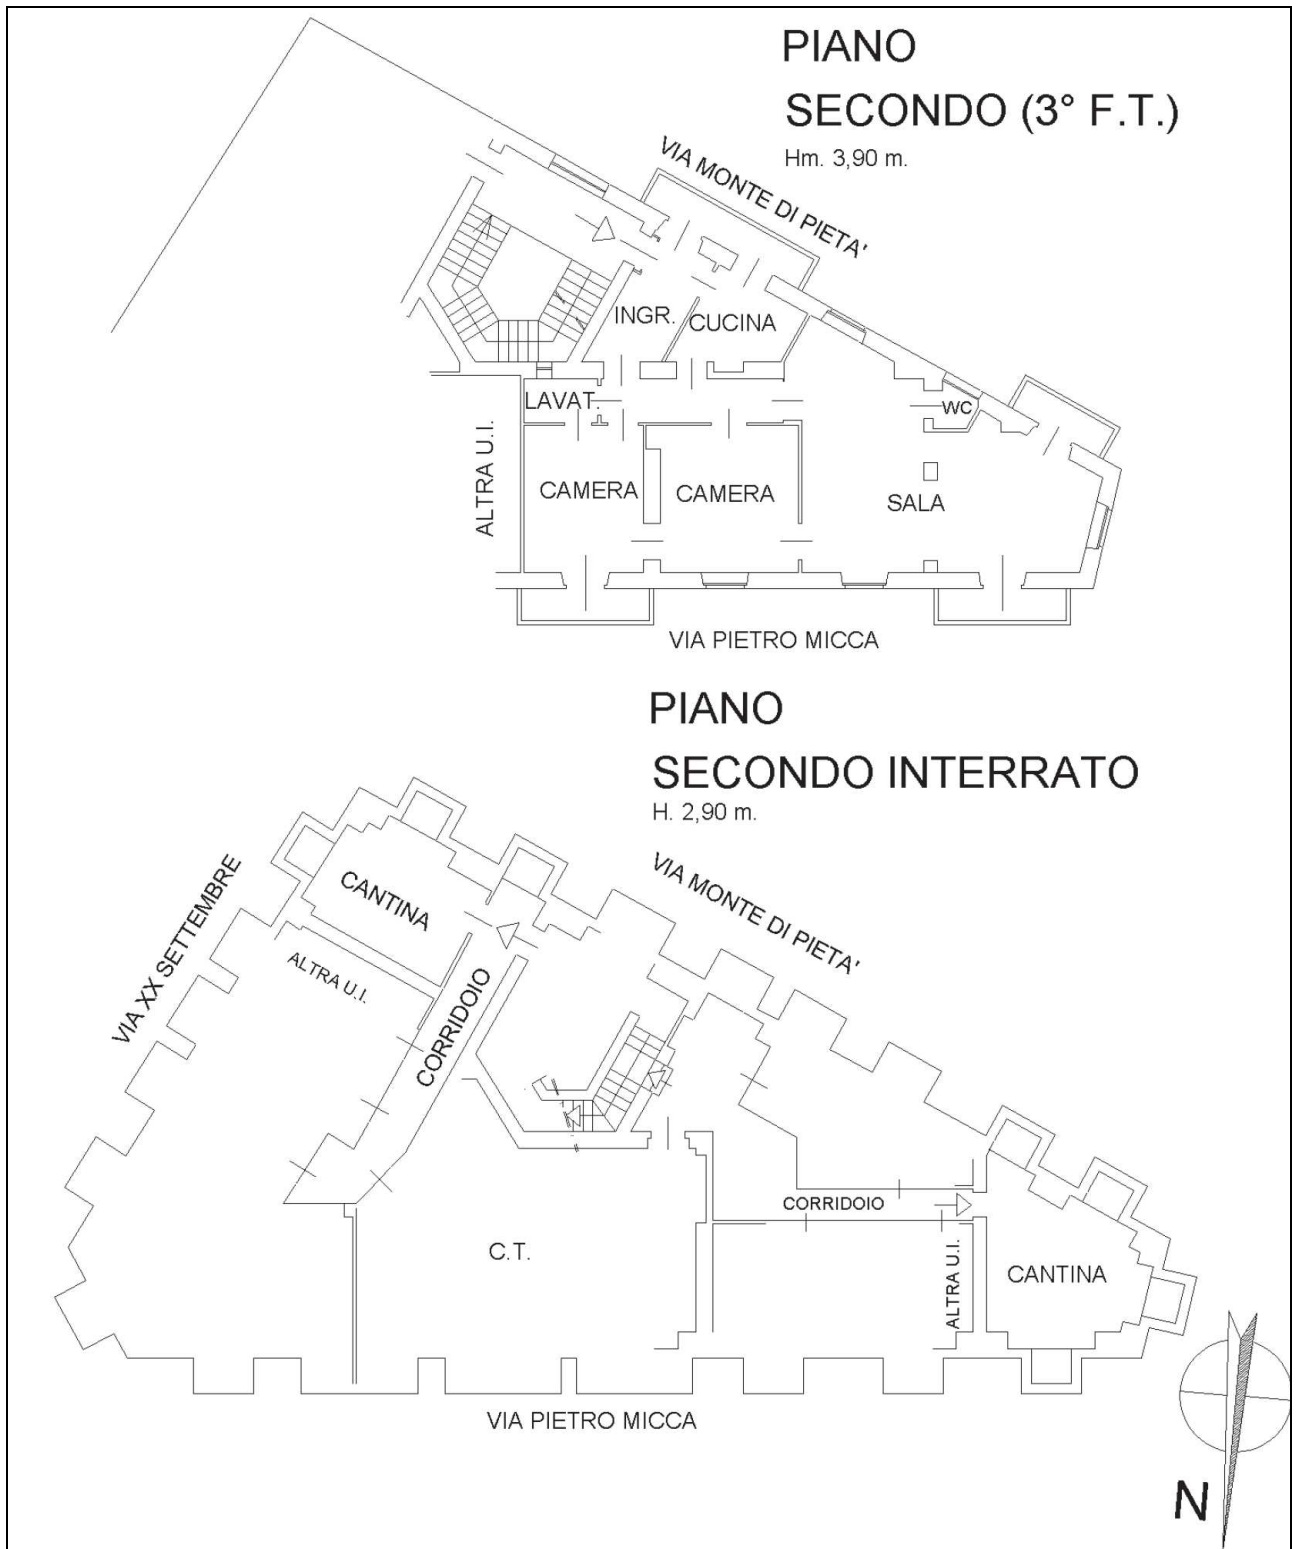 PIANO
SECONDO (3° F.T.)
Hm. 3,90 m.
VIA MONTE DI PIETA'
INGR.
CUCINA
LAVAT.
WC
ALTRA U.I.
CAMERA
CAMERA
SALA
VIA PIETRO MICCA
PIANO
SECONDO INTERRATO
H. 2,90 m.
VIA XX SETTEMBRE
CANTINA
VIA MONTE DI PIETA'
ALTRA U.I.
CORRIDOIO
CORRIDOIO
C.T.
ALTRA U.I.
CANTINA
VIA PIETRO MICCA
N